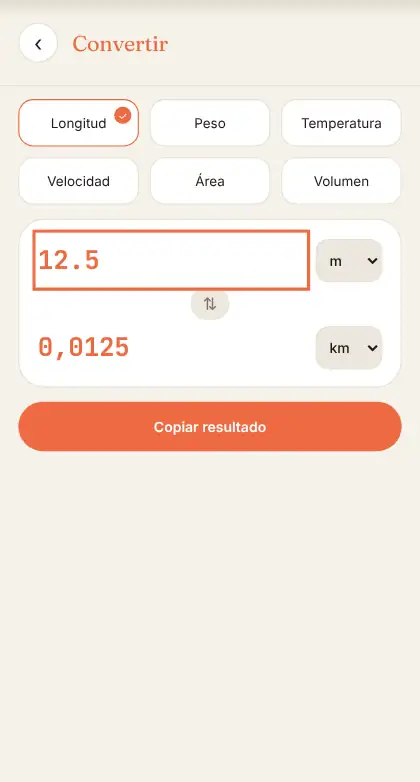 Convertir
Longitud
Peso
Temperatura
Velocidad
Área
Volumen
12.5
m
0,0125
km
Copiar resultado